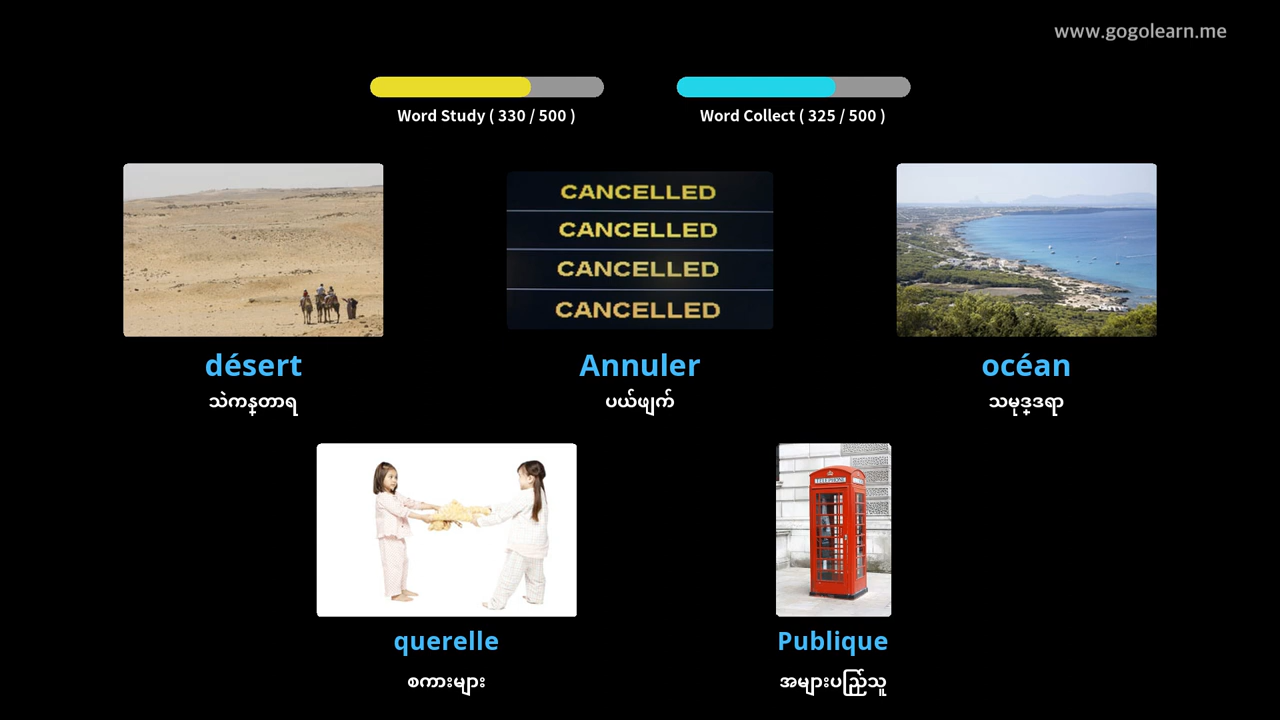 www.gogolearn.me
Word Study ( 330 / 500 )
Word Collect ( 325 / 500 )
CANCELLED
CANCELLED
CANCELLED
CANCELLED
désert
Annuler
océan
သဲကန္တာရ
ပယ်ဖျက်
သမုဒ္ဒရာ
TELEPHONE
querelle
Publique
စကားများ
အများပြည်သူ